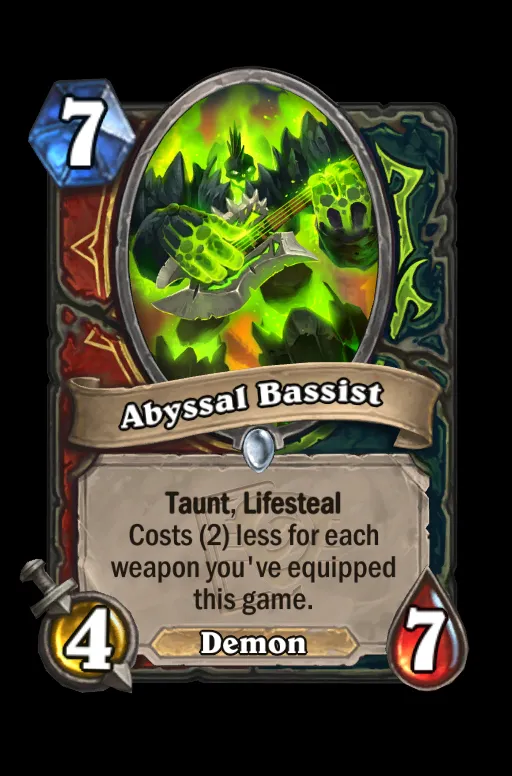 7
Abyssal Bassist
Taunt, Lifesteal
Costs (2) less for each
weapon you've equipped
this game.
4
Demon
7